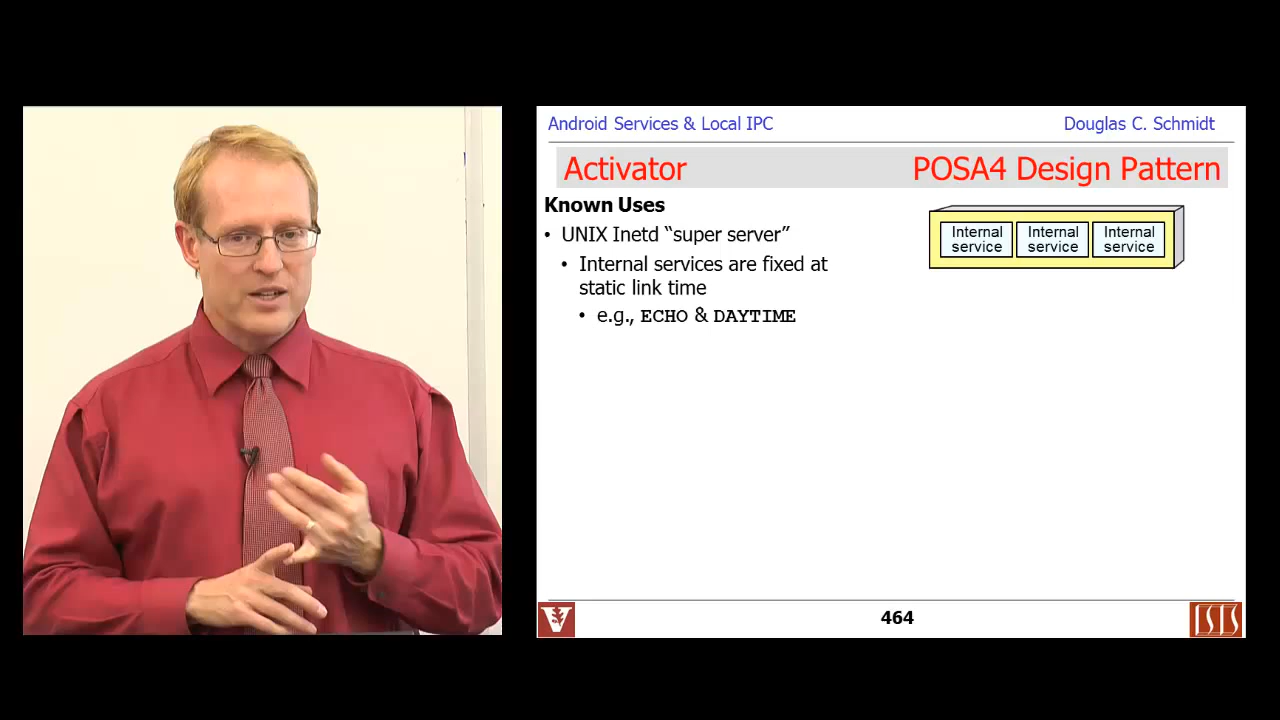 Android Services & Local IPC
Douglas C. Schmidt
Activator
POSA4 Design Pattern
Known Uses
• UNIX Inetd “super server”
• Internal services are fixed at
static link time
• e.g., ECHO & DAYTIME
Internal
service
Internal
service
Internal
service
V
464
ISIS